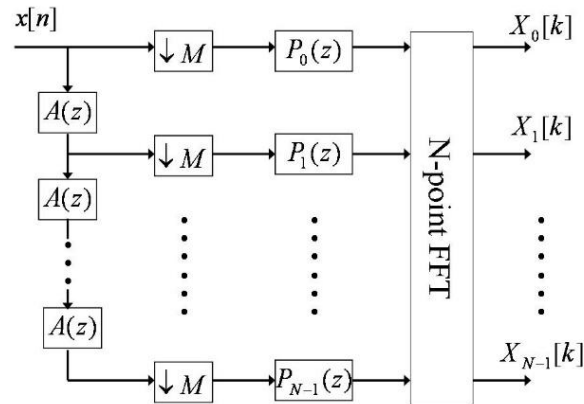 x[n] ↓ M P_0(z) X_0[k]
A(z)
↓ M P_1(z) X_1[k]
A(z)
N-point FFT
A(z)
↓ M P_{N-1}(z) X_{N-1}[k]